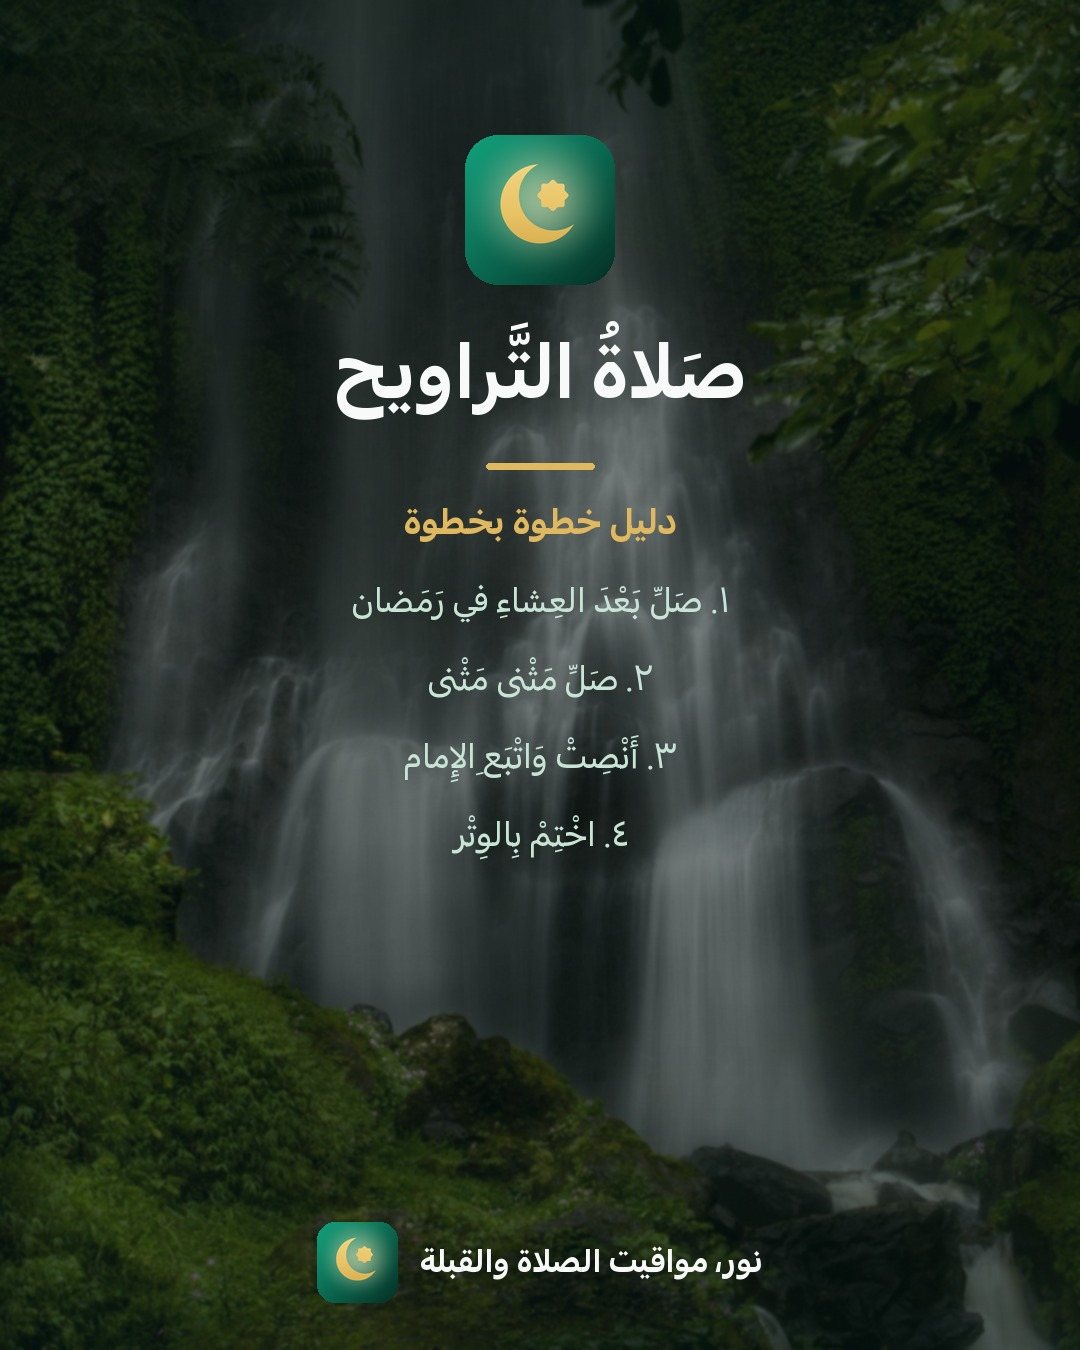 صَلاةُ التَّراويح
دليل خطوة بخطوة
١. صَلِّ بَعْدَ العِشاءِ في رَمَضان
٢. صَلِّ مَثْنى مَثْنى
٣. أَنْصِتْ وَاتْبَعِ الإِمام
٤. اخْتِمْ بِالوِتْر
نور، مواقيت الصلاة والقبلة